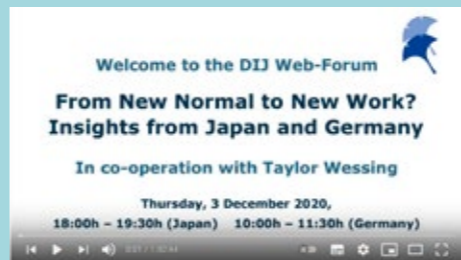 Welcome to the DIJ Web-Forum
From New Normal to New Work?
Insights from Japan and Germany
In co-operation with Taylor Wessing
Thursday, 3 December 2020,
18:00h – 19:30h (Japan) 10:00h – 11:30h (Germany)